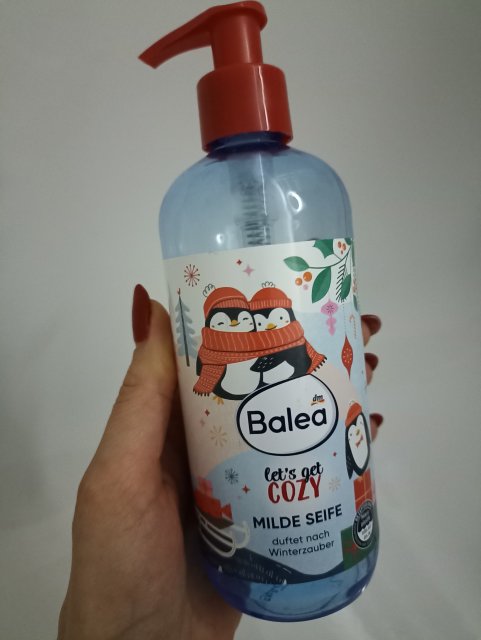 dm
Balea
let's get
COZY
MILDE SEIFE
duftet nach
Winterzauber